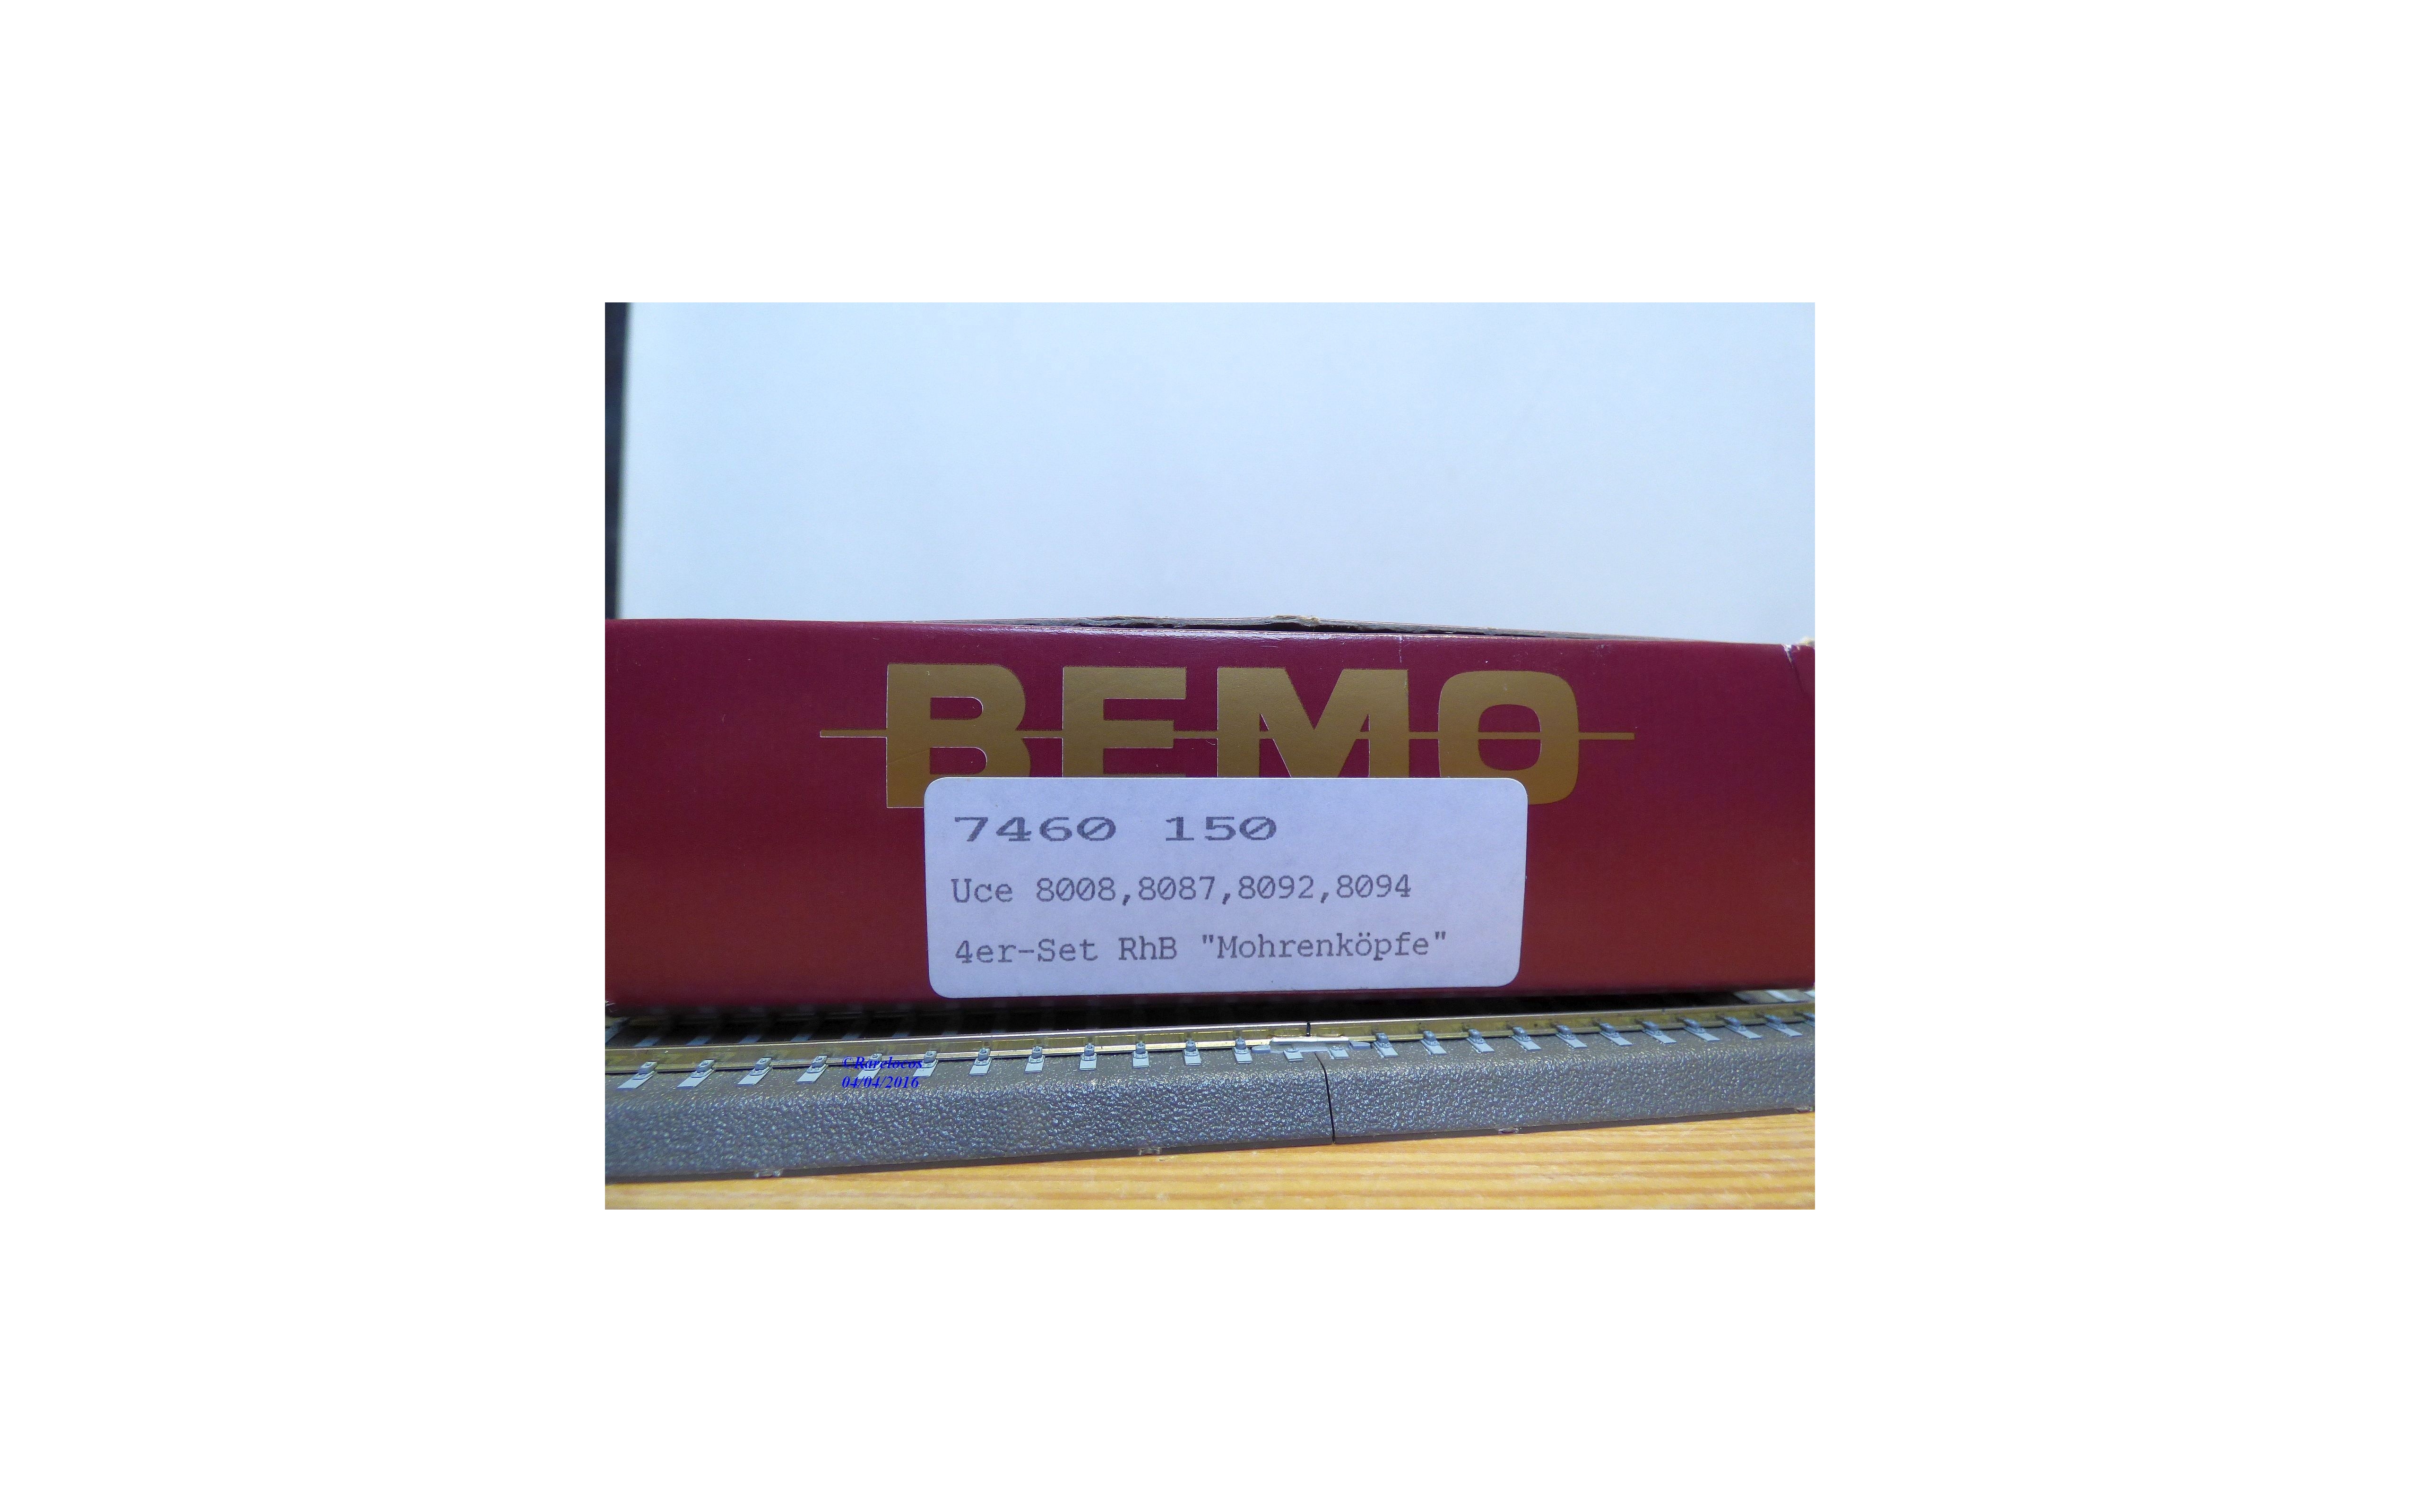 BEMO
7460 150
Uce 8008,8087,8092,8094
4er-Set RhB "Mohrenköpfe"
©Rarelocos
04/04/2016